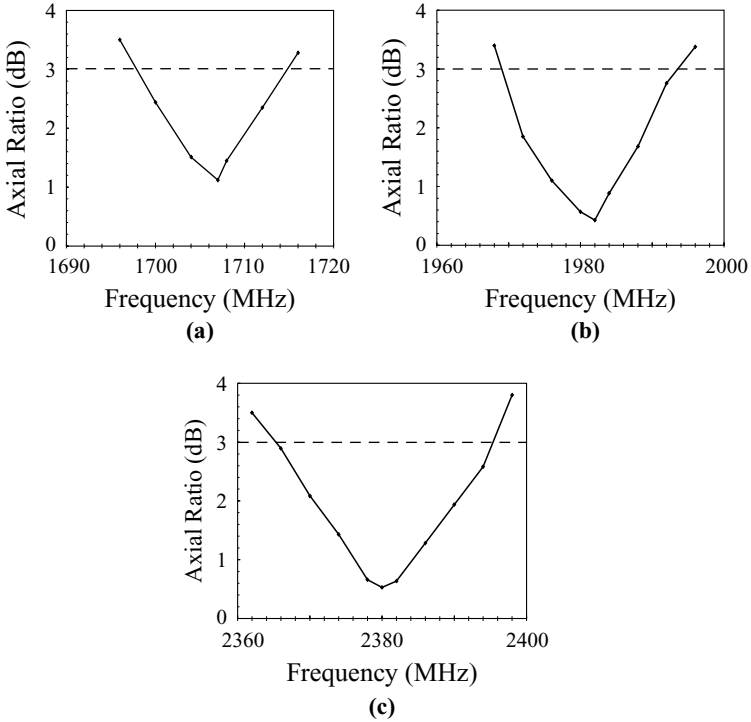 4
3
2
1
0
Axial Ratio (dB)
1690 1700 1710 1720
Frequency (MHz)
(a)
4
3
2
1
0
Axial Ratio (dB)
1960 1980 2000
Frequency (MHz)
(b)
4
3
2
1
0
Axial Ratio (dB)
2360 2380 2400
Frequency (MHz)
(c)